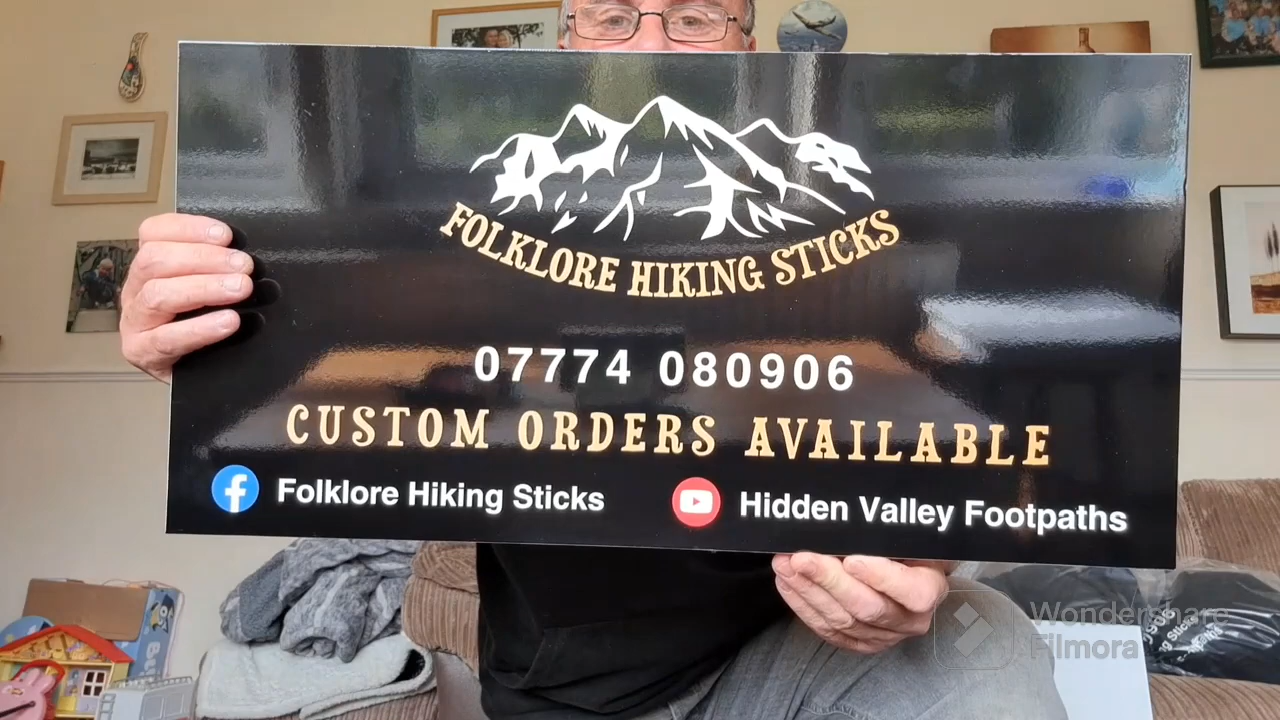 FOLKLORE HIKING STICKS
07774 080906
CUSTOM ORDERS AVAILABLE
Folklore Hiking Sticks
Hidden Valley Footpaths
Wondershare
Filmora